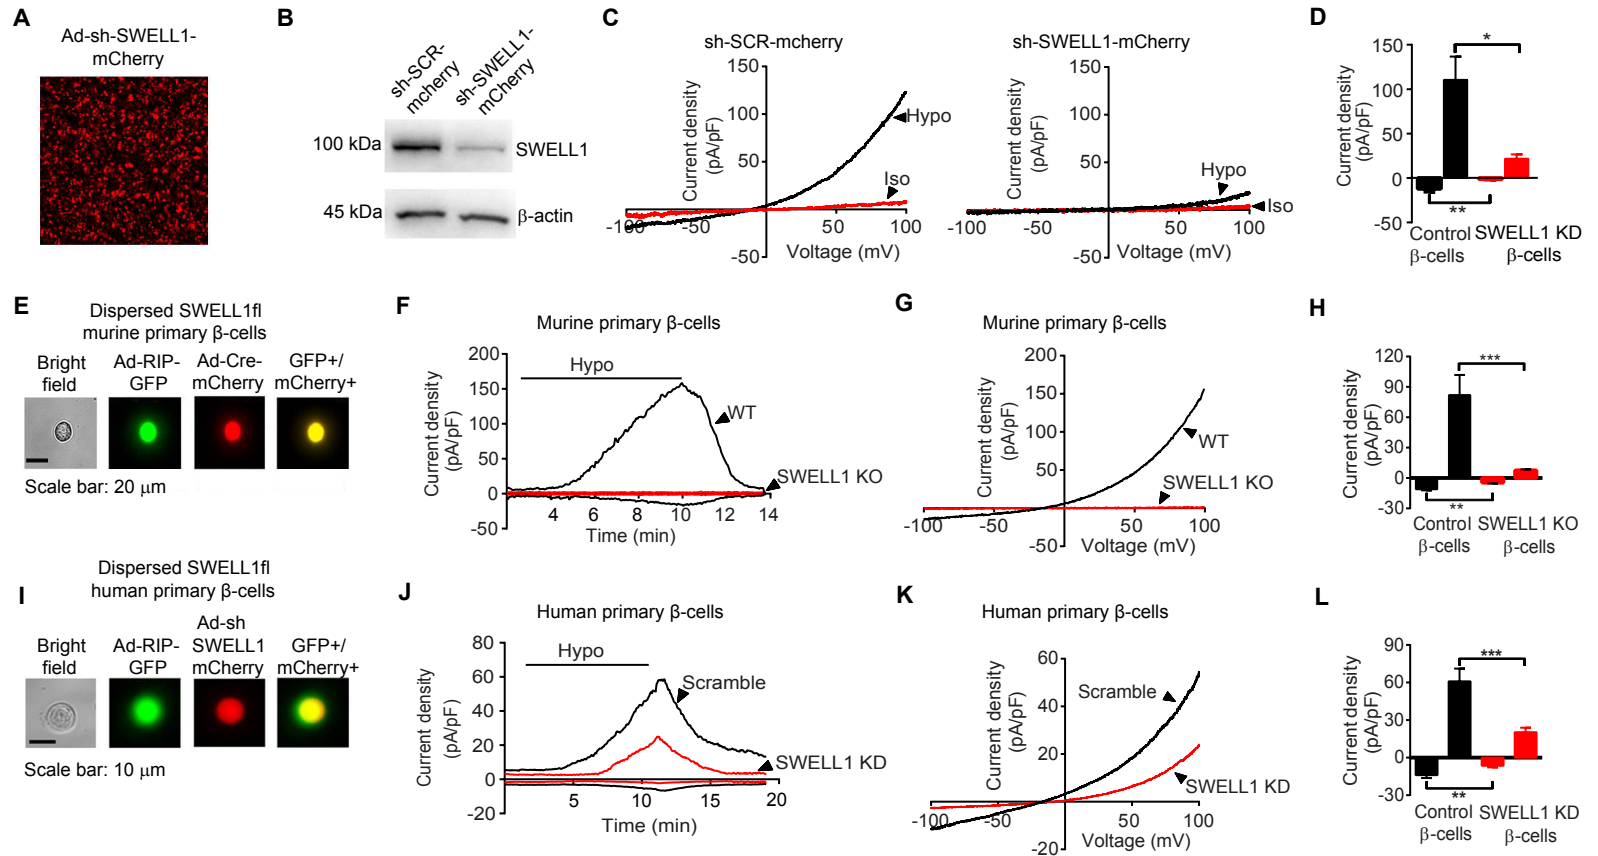 A
Ad-sh-SWELL1-
mCherry
B
sh-SCR-
mcherry
sh-SWELL1-
mCherry
100 kDa
SWELL1
45 kDa
β-actin
C
sh-SCR-mcherry
Current density
(pA/pF)
150
100
50
-50
-100
50
100
Hypo
Iso
Voltage (mV)
sh-SWELL1-mCherry
Current density
(pA/pF)
150
100
50
-50
-100
-50
50
100
Hypo
Iso
Voltage (mV)
D
Current density
(pA/pF)
150
100
50
0
-50
*
**
Control
β-cells
SWELL1 KD
β-cells
E
Dispersed SWELL1fl
murine primary β-cells
Bright
field
Ad-RIP-
GFP
Ad-Cre-
mCherry
GFP+/
mCherry+
Scale bar: 20 μm
F
Murine primary β-cells
Current density
(pA/pF)
200
150
100
50
0
-50
Hypo
WT
SWELL1 KO
4 6 8 10 12 14
Time (min)
G
Murine primary β-cells
Current density
(pA/pF)
200
150
100
50
-50
-100
-50
50
100
WT
SWELL1 KO
Voltage (mV)
H
Current density
(pA/pF)
120
90
60
30
0
-30
***
**
Control
β-cells
SWELL1 KO
β-cells
I
Dispersed SWELL1fl
human primary β-cells
Bright
field
Ad-RIP-
GFP
Ad-sh
SWELL1
mCherry
GFP+/
mCherry+
Scale bar: 10 μm
J
Human primary β-cells
Current density
(pA/pF)
80
60
40
20
0
-20
Hypo
Scramble
SWELL1 KD
5 10 15 20
Time (min)
K
Human primary β-cells
Current density
(pA/pF)
60
40
20
-20
-100
-50
50
100
Scramble
SWELL1 KD
Voltage (mV)
L
Current density
(pA/pF)
90
60
30
0
-30
***
**
Control
β-cells
SWELL1 KD
β-cells